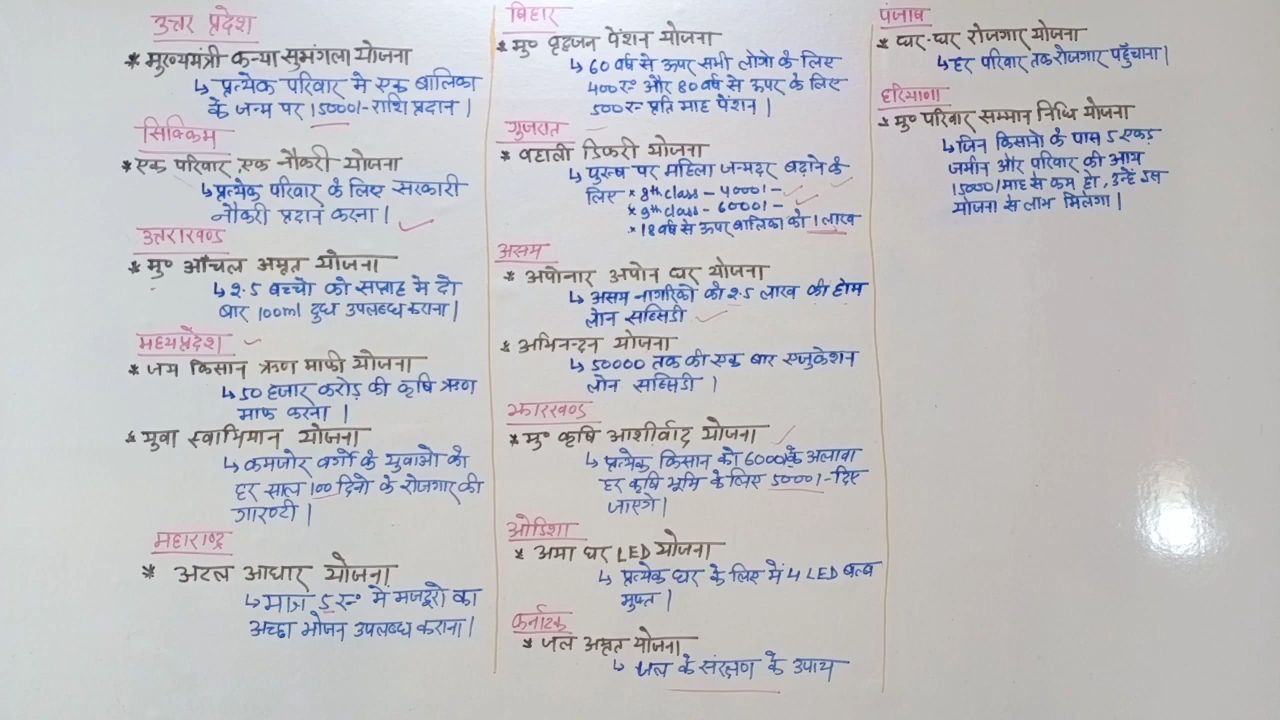 उत्तर प्रदेश
* मुख्यमंत्री कन्या सुमंगला योजना
↳ प्रत्येक परिवार मे एक बालिका
के जन्म पर 15000/- राशि प्रदान |
सिक्किम
* एक परिवार एक नौकरी योजना
↳ प्रत्येक परिवार के लिए सरकारी
नौकरी प्रदान करना |
उत्तराखण्ड
* मु० आँचल अमृत योजना
↳ 2.5 बच्चो को सप्ताह मे दो
बार 100ml दुध उपलब्ध कराना |
मध्यप्रदेश
* जय किसान ऋण माफी योजना
↳ 50 हजार करोड़ की कृषि ऋण
माफ करना |
* युवा स्वाभिमान योजना
↳ कमजोर वर्गो के युवाओ को
हर साल 100 दिनो के रोजगार की
गारण्टी |
महाराष्ट्र
* अटल आधार योजना
↳ मात्र 5 रु० मे मजदूरो का
अच्छा भोजन उपलब्ध कराना |
बिहार
* मु० वृद्धजन पेंशन योजना
↳ 60 वर्ष से ऊपर सभी लोगो के लिए
400 रु० और 80 वर्ष से ऊपर के लिए
500 रु० प्रति माह पेंशन |
गुजरात
* वहाली डिकरी योजना
↳ पुरुष पर महिला जन्मदर बढ़ाने के
लिए * 8th class - 4000/-
* 9th class - 6000/-
* 18 वर्ष से ऊपर बालिका को 1 लाख
असम
* अपोनार अपोन घर योजना
↳ असम नागरिको को 2.5 लाख की होम
लोन सब्सिडी
* अभिनन्दन योजना
↳ 50000 तक की एक बार एजुकेशन
लोन सब्सिडी |
झारखण्ड
* मु० कृषि आशीर्वाद योजना
↳ प्रत्येक किसान को 6000 के अलावा
हर कृषि भूमि के लिए 5000/- दिए
जाएगे |
ओडिशा
* अमा घर LED योजना
↳ प्रत्येक घर के लिए में 4 LED बल्ब
मुफ्त |
कर्नाटक
* जल अमृत योजना
↳ जल के संरक्षण के उपाय
पंजाब
* घर-घर रोजगार योजना
↳ हर परिवार तक रोजगार पहुँचाना |
हरियाणा
* मु० परिवार सम्मान निधि योजना
↳ जिन किसानो के पास 5 एकड़
जमीन और परिवार की आय
15000/माह से कम हो, उन्हे इस
योजना से लाभ मिलेगा |